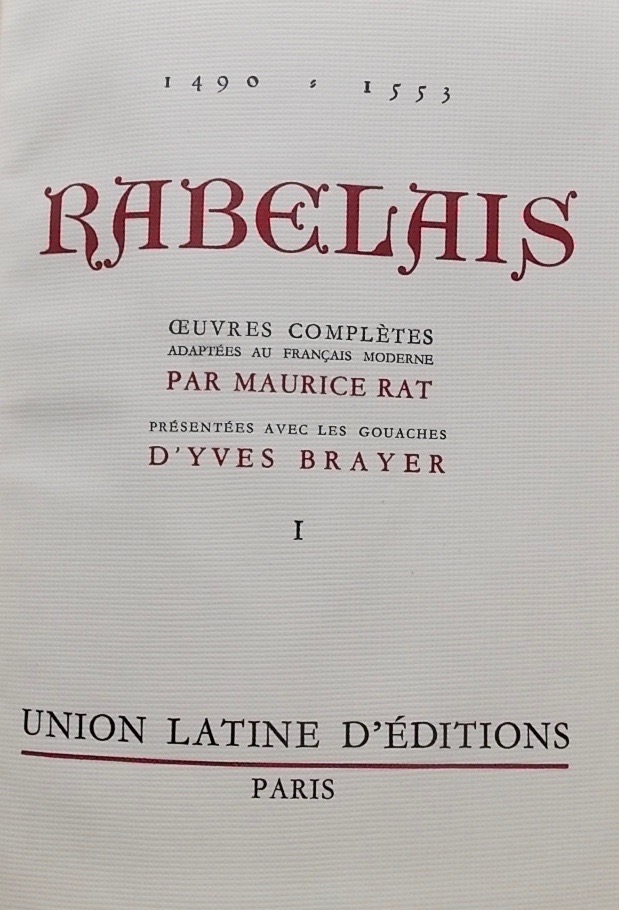 1490 - 1553
RABELAIS
ŒUVRES COMPLÈTES
ADAPTÉES AU FRANÇAIS MODERNE
PAR MAURICE RAT
PRÉSENTÉES AVEC LES GOUACHES
D'YVES BRAYER
I
UNION LATINE D'ÉDITIONS
PARIS